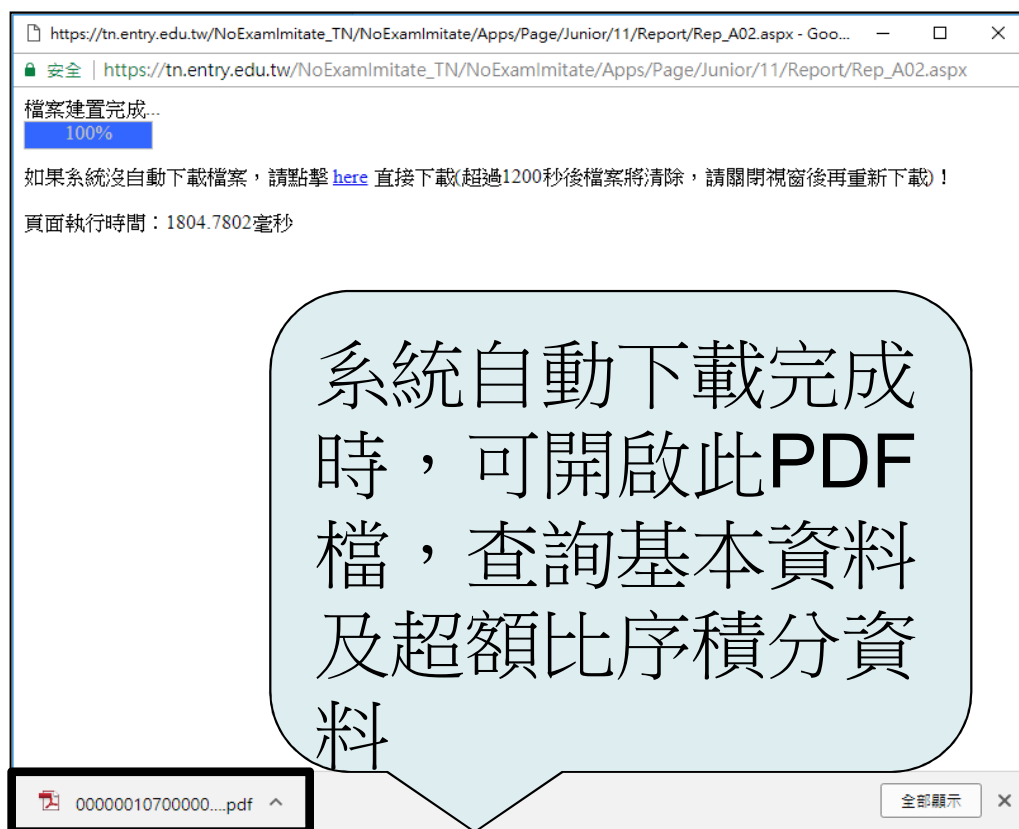 https://tn.entry.edu.tw/NoExamImitate_TN/NoExamImitate/Apps/Page/Junior/11/Report/Rep_A02.aspx - Goo...
安全 | https://tn.entry.edu.tw/NoExamImitate_TN/NoExamImitate/Apps/Page/Junior/11/Report/Rep_A02.aspx
檔案建置完成...
100%
如果系統沒自動下載檔案，請點擊 here 直接下載(超過1200秒後檔案將清除，請關閉視窗後再重新下載)！
頁面執行時間：1804.7802毫秒
系統自動下載完成
時，可開啟此PDF
檔，查詢基本資料
及超額比序積分資
料
00000010700000....pdf
全部顯示